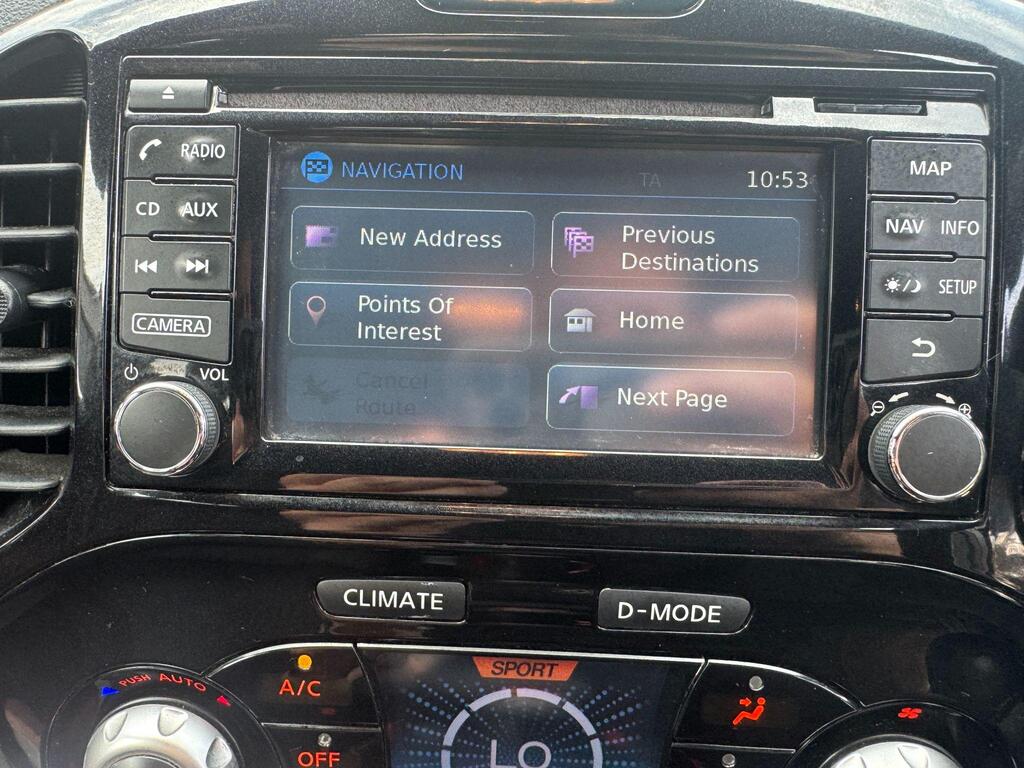 RADIO
CD AUX
CAMERA
VOL
NAVIGATION
TA
10:53
New Address
Previous
Destinations
Points Of
Interest
Home
Cancel
Route
Next Page
MAP
NAV INFO
SETUP
CLIMATE
D-MODE
PUSH AUTO
A/C
OFF
SPORT
LO